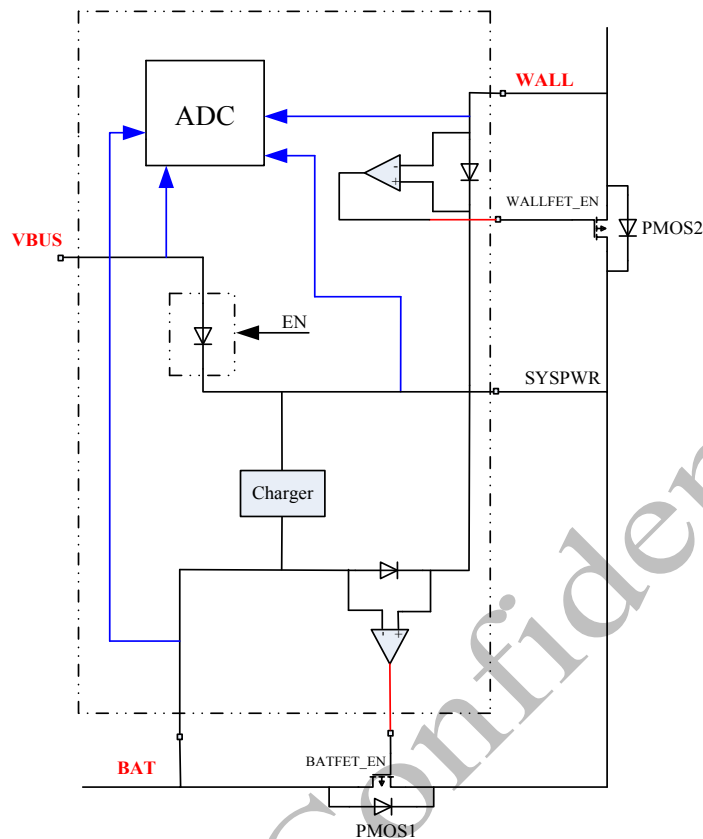 WALL
ADC
-
+
WALLFET_EN
PMOS2
VBUS
EN
SYSPWR
Charger
- +
BATFET_EN
BAT
PMOS1
Confiden